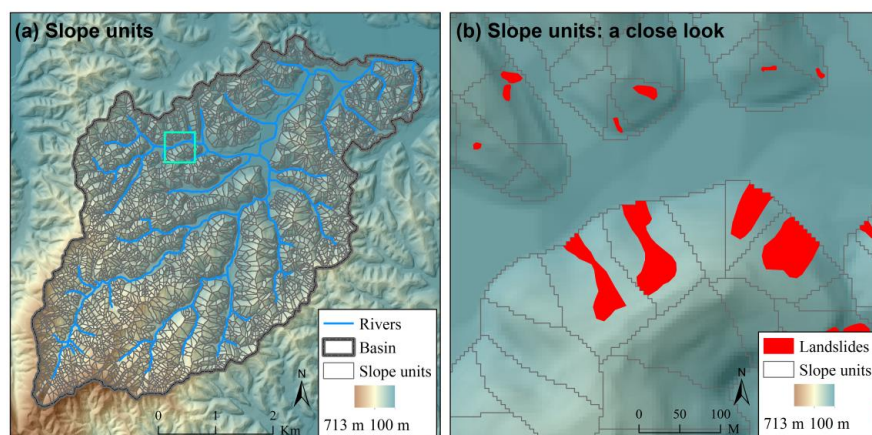 (a) Slope units
Rivers
Basin
Slope units
713 m 100 m
N
0 1 2
Km
(b) Slope units: a close look
Landslides
Slope units
713 m 100 m
N
0 50 100
M